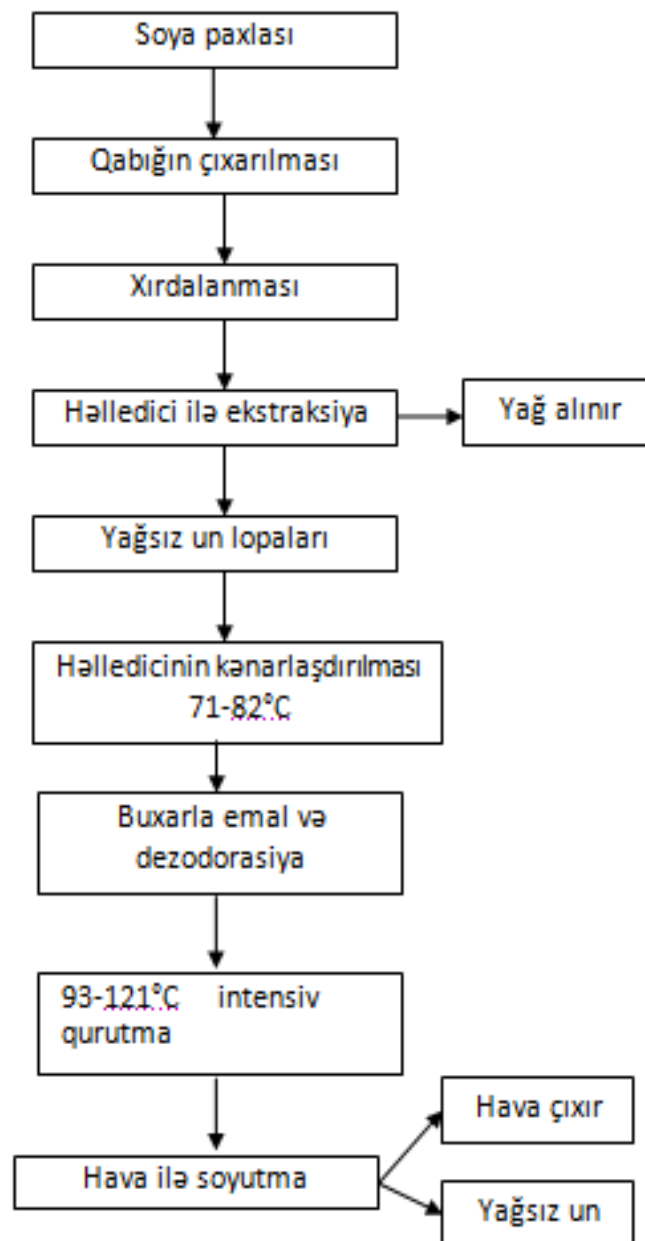 Soya paxlası
Qabığın çıxarılması
Xırdalanması
Həlledici ilə ekstraksiya
Yağ alınır
Yağsız un lopaları
Həlledicinin kənarlaşdırılması
71-82°C
Buxarla emal və
dezodorasiya
93-121°C intensiv
qurutma
Hava ilə soyutma
Hava çıxır
Yağsız un